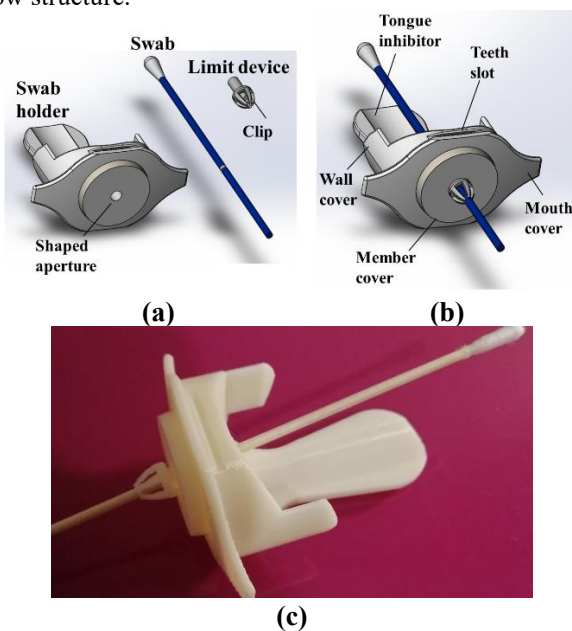 ow structure.
Swab
Limit device
Clip
Swab
holder
Shaped
aperture
(a)
Tongue
inhibitor
Teeth
slot
Wall
cover
Mouth
cover
Member
cover
(b)
(c)